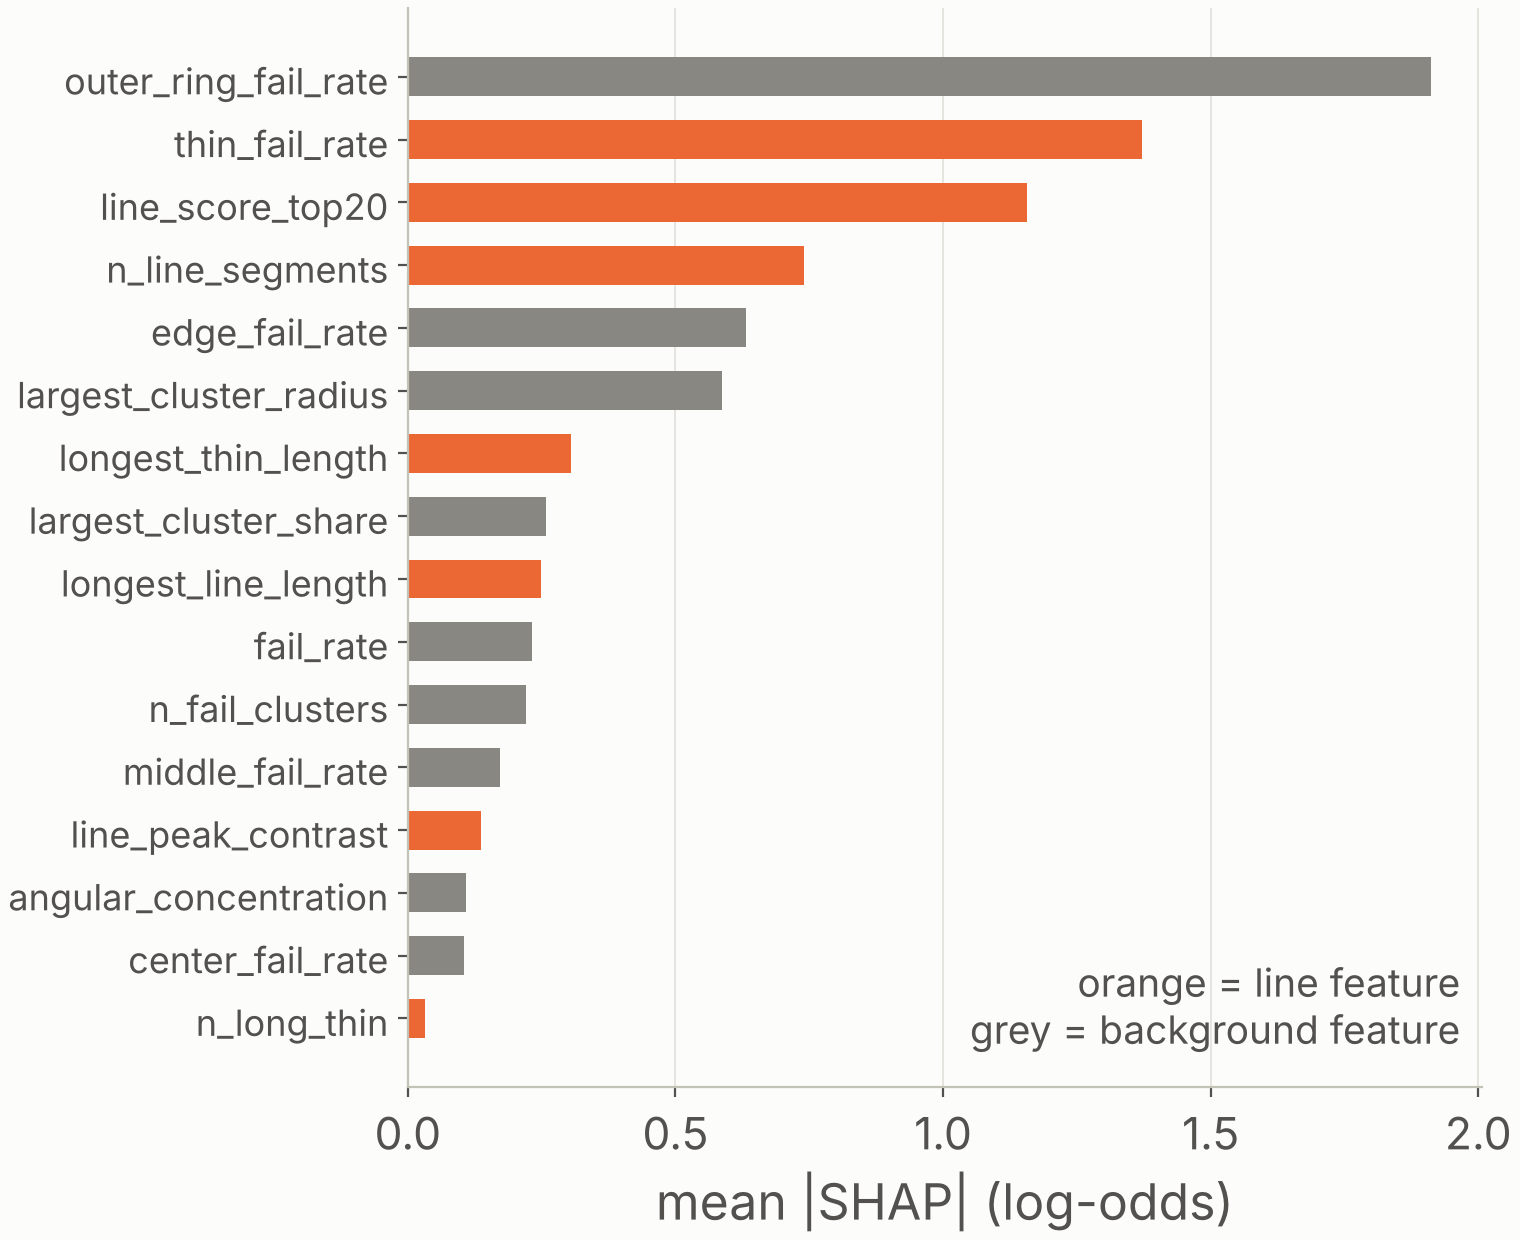 outer_ring_fail_rate
thin_fail_rate
line_score_top20
n_line_segments
edge_fail_rate
largest_cluster_radius
longest_thin_length
largest_cluster_share
longest_line_length
fail_rate
n_fail_clusters
middle_fail_rate
line_peak_contrast
angular_concentration
center_fail_rate
n_long_thin
orange = line feature
grey = background feature
0.0 0.5 1.0 1.5 2.0
mean |SHAP| (log-odds)